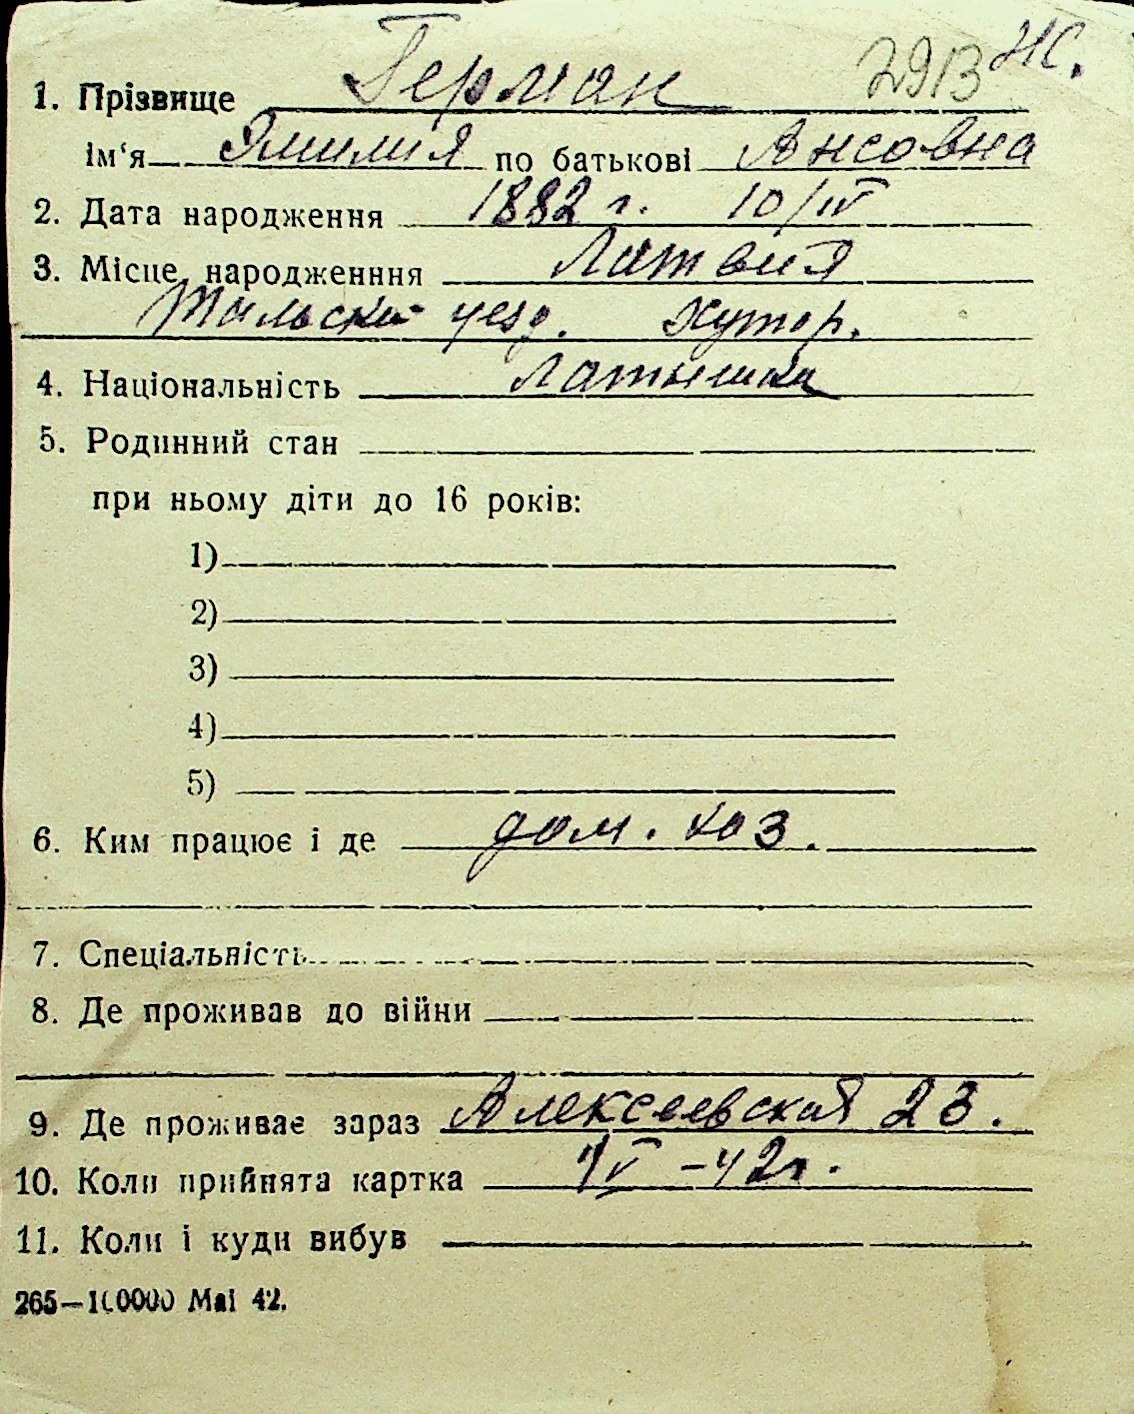 2913 Ж.
1. Прізвище Герман
ім‘я Эмилия по батькові Ансовна
2. Дата народження 1882 г. 10/IV
3. Місце народженння Латвия
Тальский уезд. хутор.
4. Національність Латышка
5. Родинний стан
при ньому діти до 16 років:
1)
2)
3)
4)
5)
6. Ким працює і де дом. хоз.
7. Спеціальність
8. Де проживав до війни
9. Де проживає зараз Алексеевская 23.
10. Коли прийнята картка -42г.
11. Коли і куди вибув
265—100000 Mai 42.